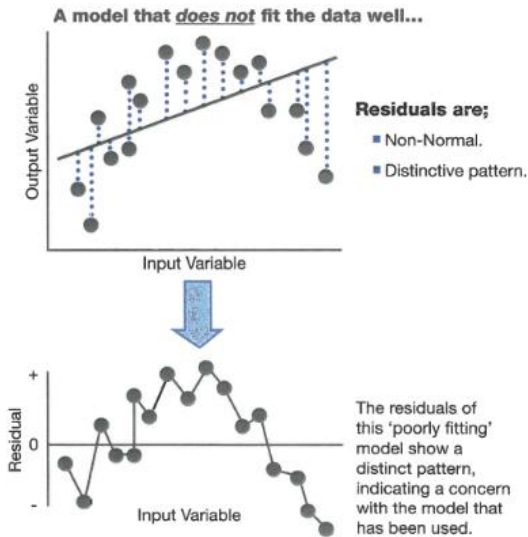 A model that does not fit the data well...
Output Variable
Input Variable
Residuals are;
Non-Normal.
Distinctive pattern.
+
0
-
Residual
Input Variable
The residuals of
this 'poorly fitting'
model show a
distinct pattern,
indicating a concern
with the model that
has been used.